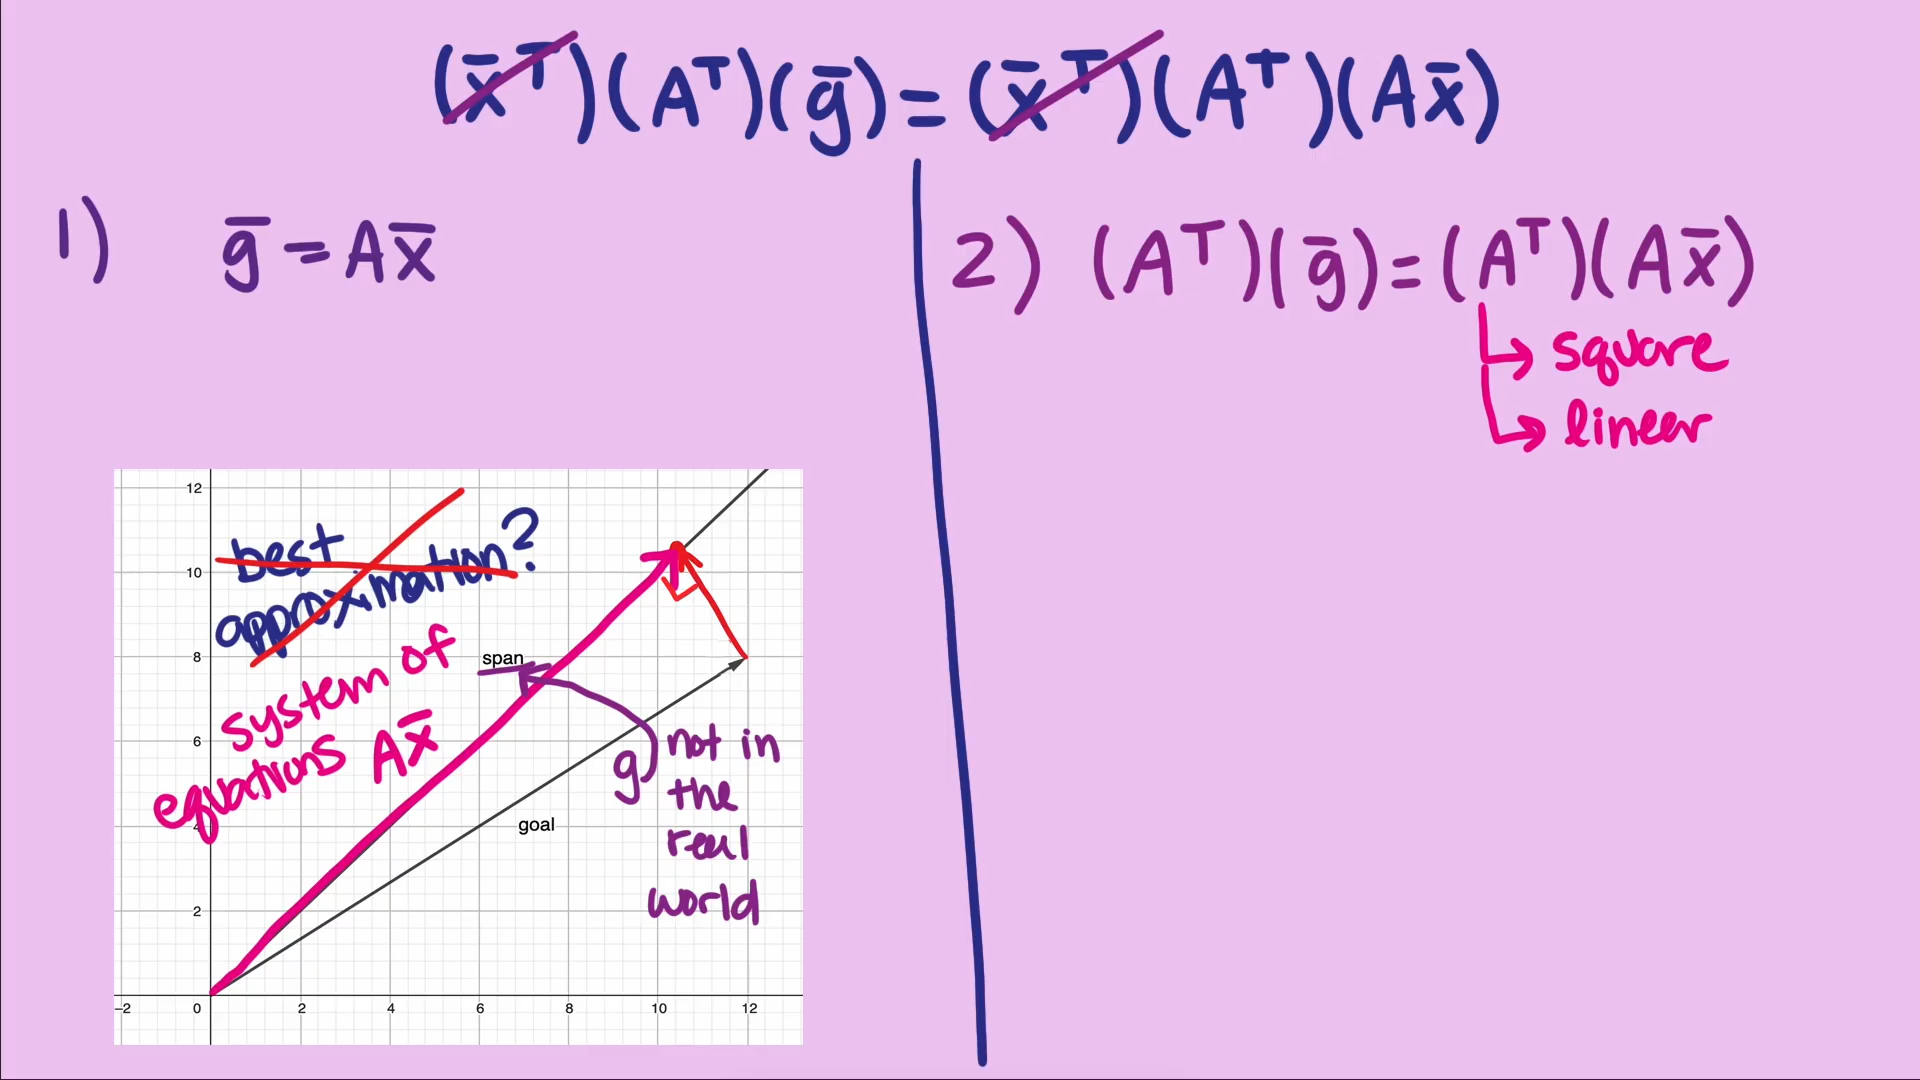 (x̄ᵀ)(Aᵀ)(ḡ) = (x̄ᵀ)(Aᵀ)(Ax̄)
1) ḡ = Ax̄
2) (Aᵀ)(ḡ) = (Aᵀ)(Ax̄)
↳ square
↳ linear
best
approximation?
system of
equations Ax̄
span
g not in
the
real
world
goal
12
10
8
6
4
2
-2 0 2 4 6 8 10 12